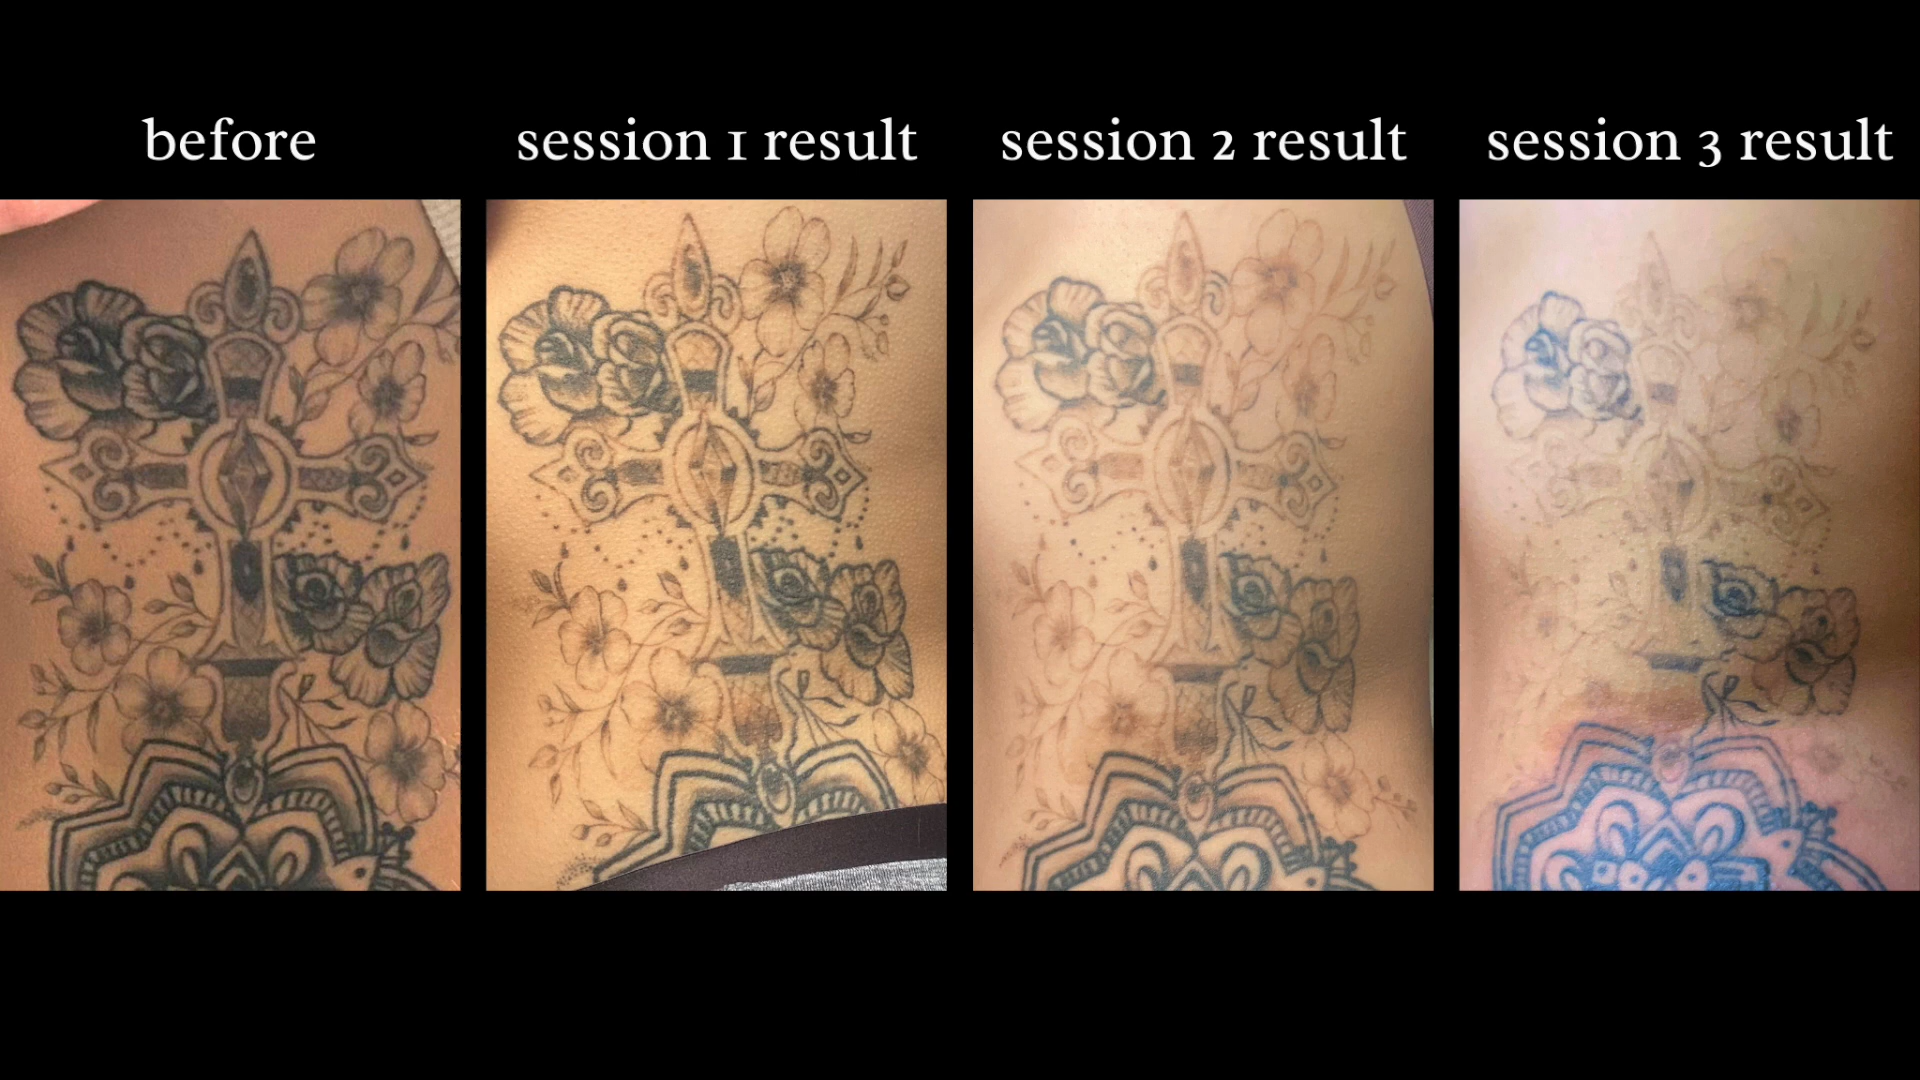 before
session 1 result
session 2 result
session 3 result